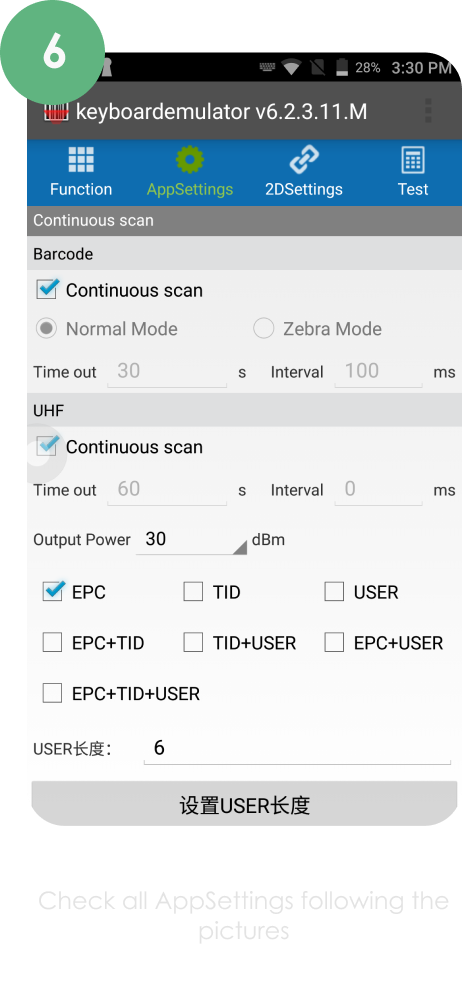 6
28% 3:30 PM
keyboardemulator v6.2.3.11.M
Function AppSettings 2DSettings Test
Continuous scan
Barcode
Continuous scan
Normal Mode Zebra Mode
Time out 30 s Interval 100 ms
UHF
Continuous scan
Time out 60 s Interval 0 ms
Output Power 30 dBm
EPC TID USER
EPC+TID TID+USER EPC+USER
EPC+TID+USER
USER长度: 6
设置USER长度
Check all AppSettings following the
pictures